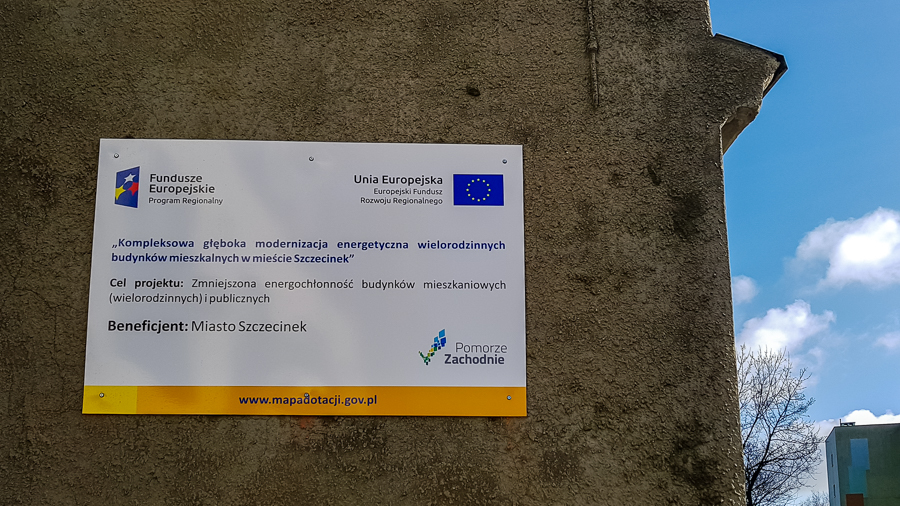 Fundusze
Europejskie
Program Regionalny
Unia Europejska
Europejski Fundusz
Rozwoju Regionalnego
„Kompleksowa głęboka modernizacja energetyczna wielorodzinnych
budynków mieszkalnych w mieście Szczecinek”
Cel projektu: Zmniejszona energochłonność budynków mieszkaniowych
(wielorodzinnych) i publicznych
Beneficjent: Miasto Szczecinek
Pomorze
Zachodnie
www.mapadotacji.gov.pl